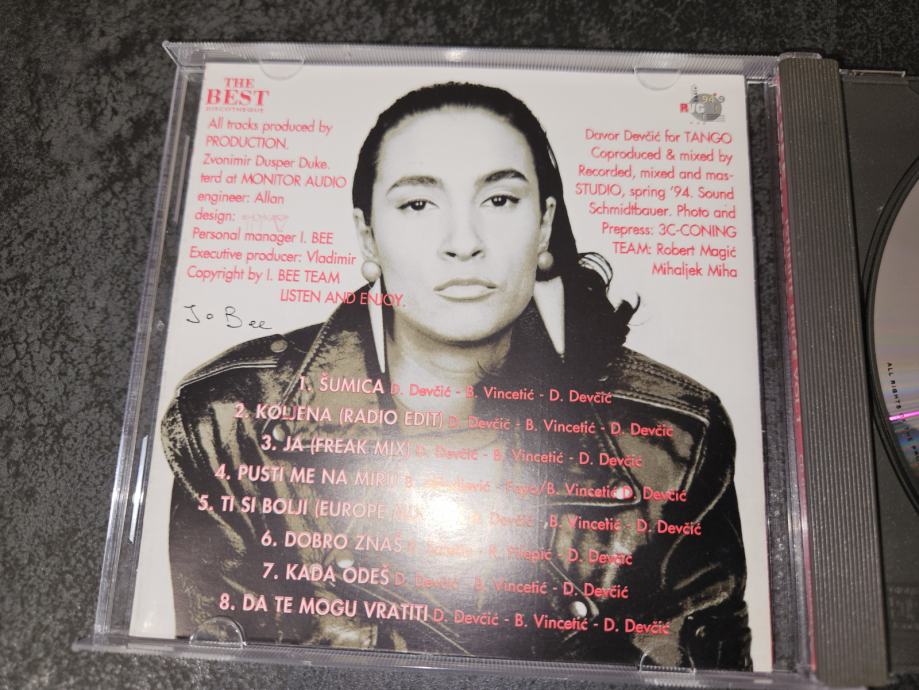 THE
BEST
DISCOTHEQUE
All tracks produced by
PRODUCTION.
Zvonimir Dusper Duke.
terd at MONITOR AUDIO
engineer: Allan
design:
Personal manager I. BEE
Executive producer: Vladimir
Copyright by I. BEE TEAM
LISTEN AND ENJOY.
94
Davor Devčić for TANGO
Coproduced & mixed by
Recorded, mixed and mas-
STUDIO, spring '94. Sound
Schmidtbauer. Photo and
Prepress: 3C-CONING
TEAM: Robert Magić
Mihaljek Miha
Jo Bee
1. ŠUMICA D. Devčić - B. Vincetić - D. Devčić
2. KOLJENA (RADIO EDIT) D. Devčić - B. Vincetić - D. Devčić
3. JA (FREAK MIX) D. Devčić - B. Vincetić - D. Devčić
4. PUSTI ME NA MIRU B. - Fayo/B. Vincetić D. Devčić
5. TI SI BOLJI (EUROPE D. Devčić - B. Vincetić - D. Devčić
6. DOBRO ZNAŠ - D. Devčić
7. KADA ODEŠ D. Devčić - B. Vincetić - D. Devčić
8. DA TE MOGU VRATITI D. Devčić - B. Vincetić - D. Devčić
ALL RIGHTS